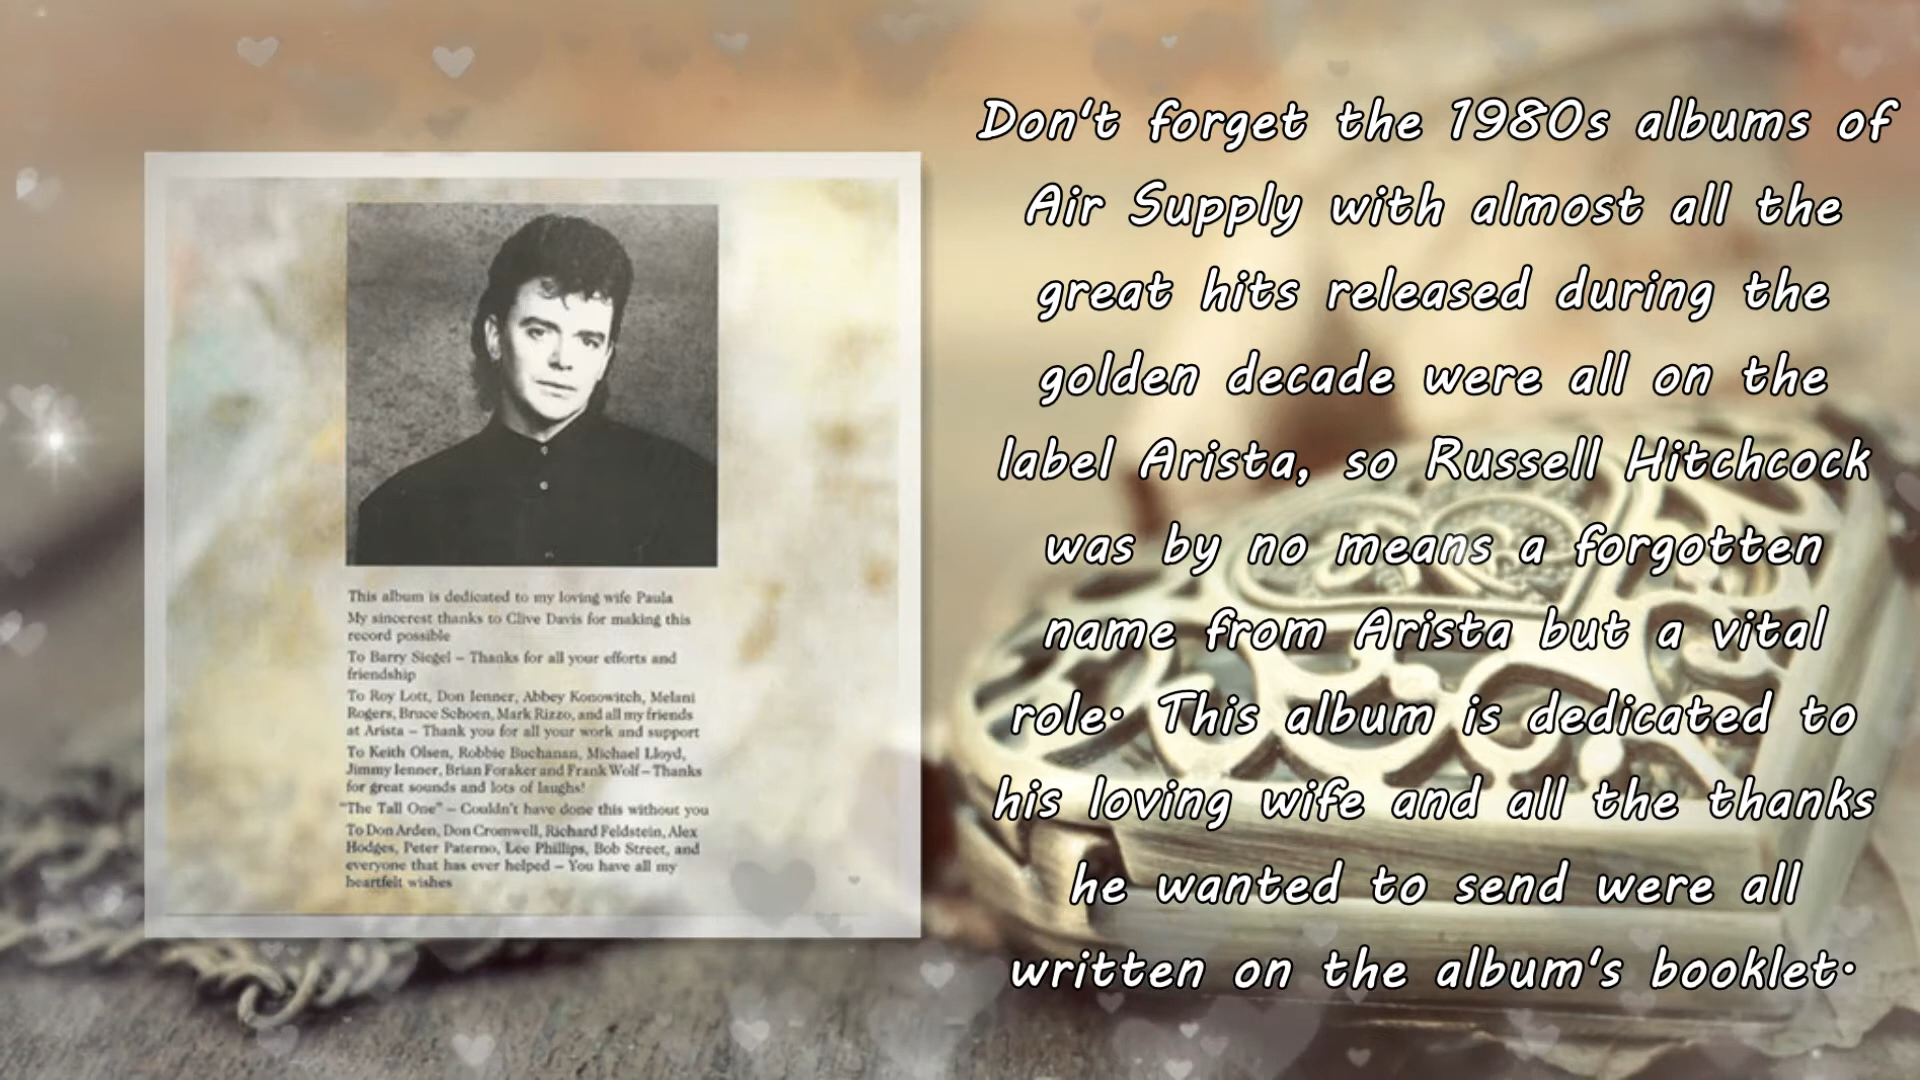 This album is dedicated to my loving wife Paula
My sincerest thanks to Clive Davis for making this
record possible
To Barry Siegel – Thanks for all your efforts and
friendship
To Roy Lott, Don Ienner, Abbey Konowitch, Melani
Rogers, Bruce Schoen, Mark Rizzo, and all my friends
at Arista – Thank you for all your work and support
To Keith Olsen, Robbie Buchanan, Michael Lloyd,
Jimmy Ienner, Brian Foraker and Frank Wolf – Thanks
for great sounds and lots of laughs!
"The Tall One" – Couldn't have done this without you
To Don Arden, Don Cromwell, Richard Feldstein, Alex
Hodges, Peter Paterno, Lee Phillips, Bob Street, and
everyone that has ever helped – You have all my
heartfelt wishes
Don't forget the 1980s albums of
Air Supply with almost all the
great hits released during the
golden decade were all on the
label Arista, so Russell Hitchcock
was by no means a forgotten
name from Arista but a vital
role. This album is dedicated to
his loving wife and all the thanks
he wanted to send were all
written on the album's booklet.